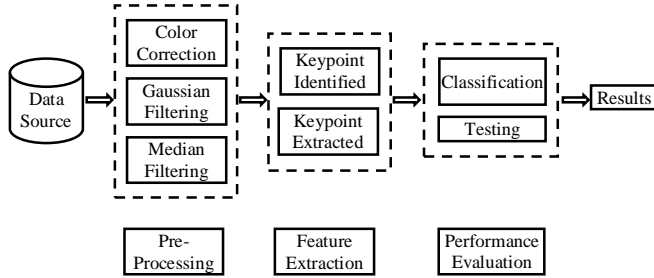 Data
Source
Color
Correction
Gaussian
Filtering
Median
Filtering
Keypoint
Identified
Keypoint
Extracted
Classification
Testing
Results
Pre-
Processing
Feature
Extraction
Performance
Evaluation